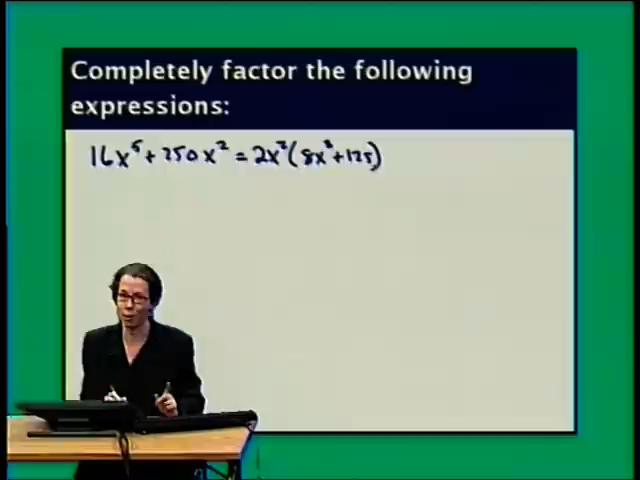 Completely factor the following
expressions:
16x⁵+250x²=2x²(8x³+125)